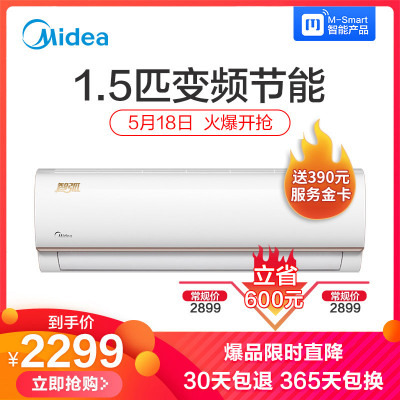 Midea
M-Smart
智能产品
1.5匹变频节能
5月18日 火爆开抢
送390元
服务金卡
Midea
立省
600元
常规价
2899
常规价
2899
到手价
¥2299
立即抢购>
爆品限时直降
30天包退 365天包换